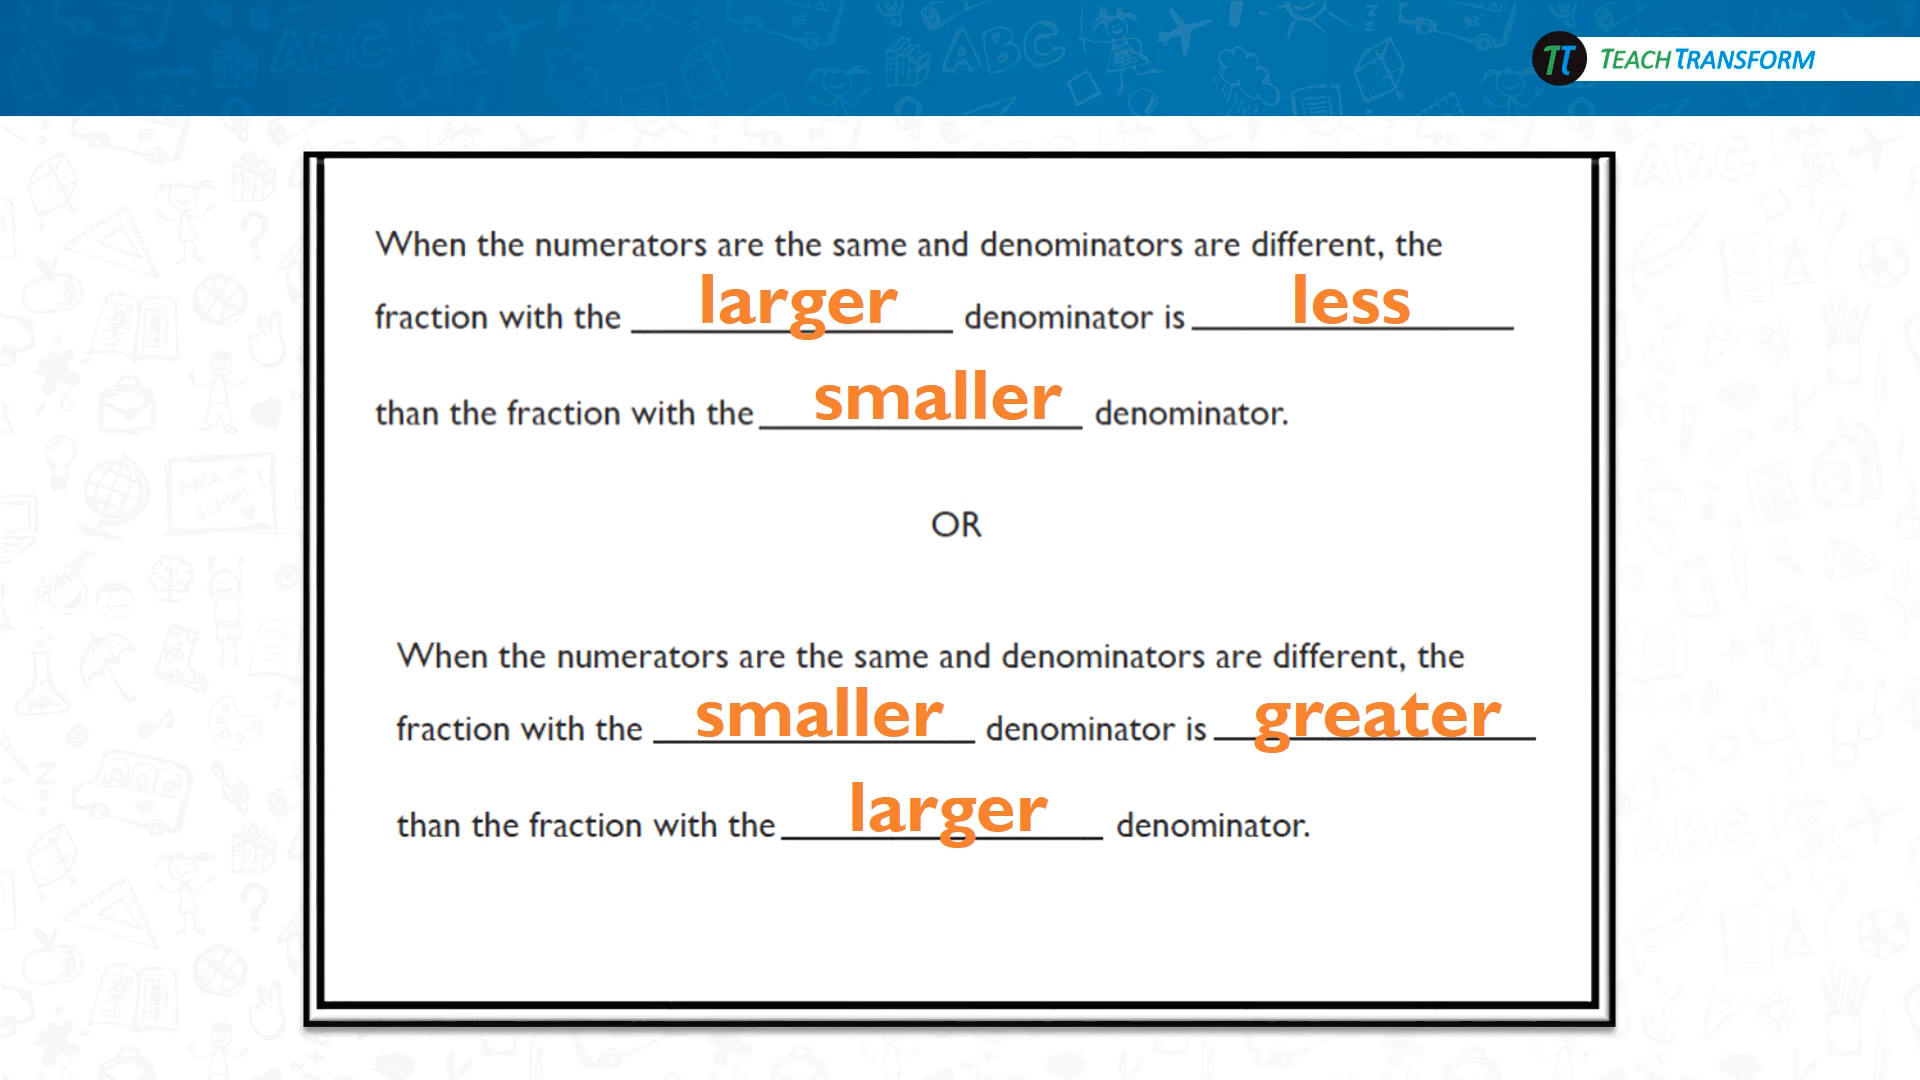 TEACH TRANSFORM
When the numerators are the same and denominators are different, the
fraction with the larger denominator is less
than the fraction with the smaller denominator.
OR
When the numerators are the same and denominators are different, the
fraction with the smaller denominator is greater
than the fraction with the larger denominator.